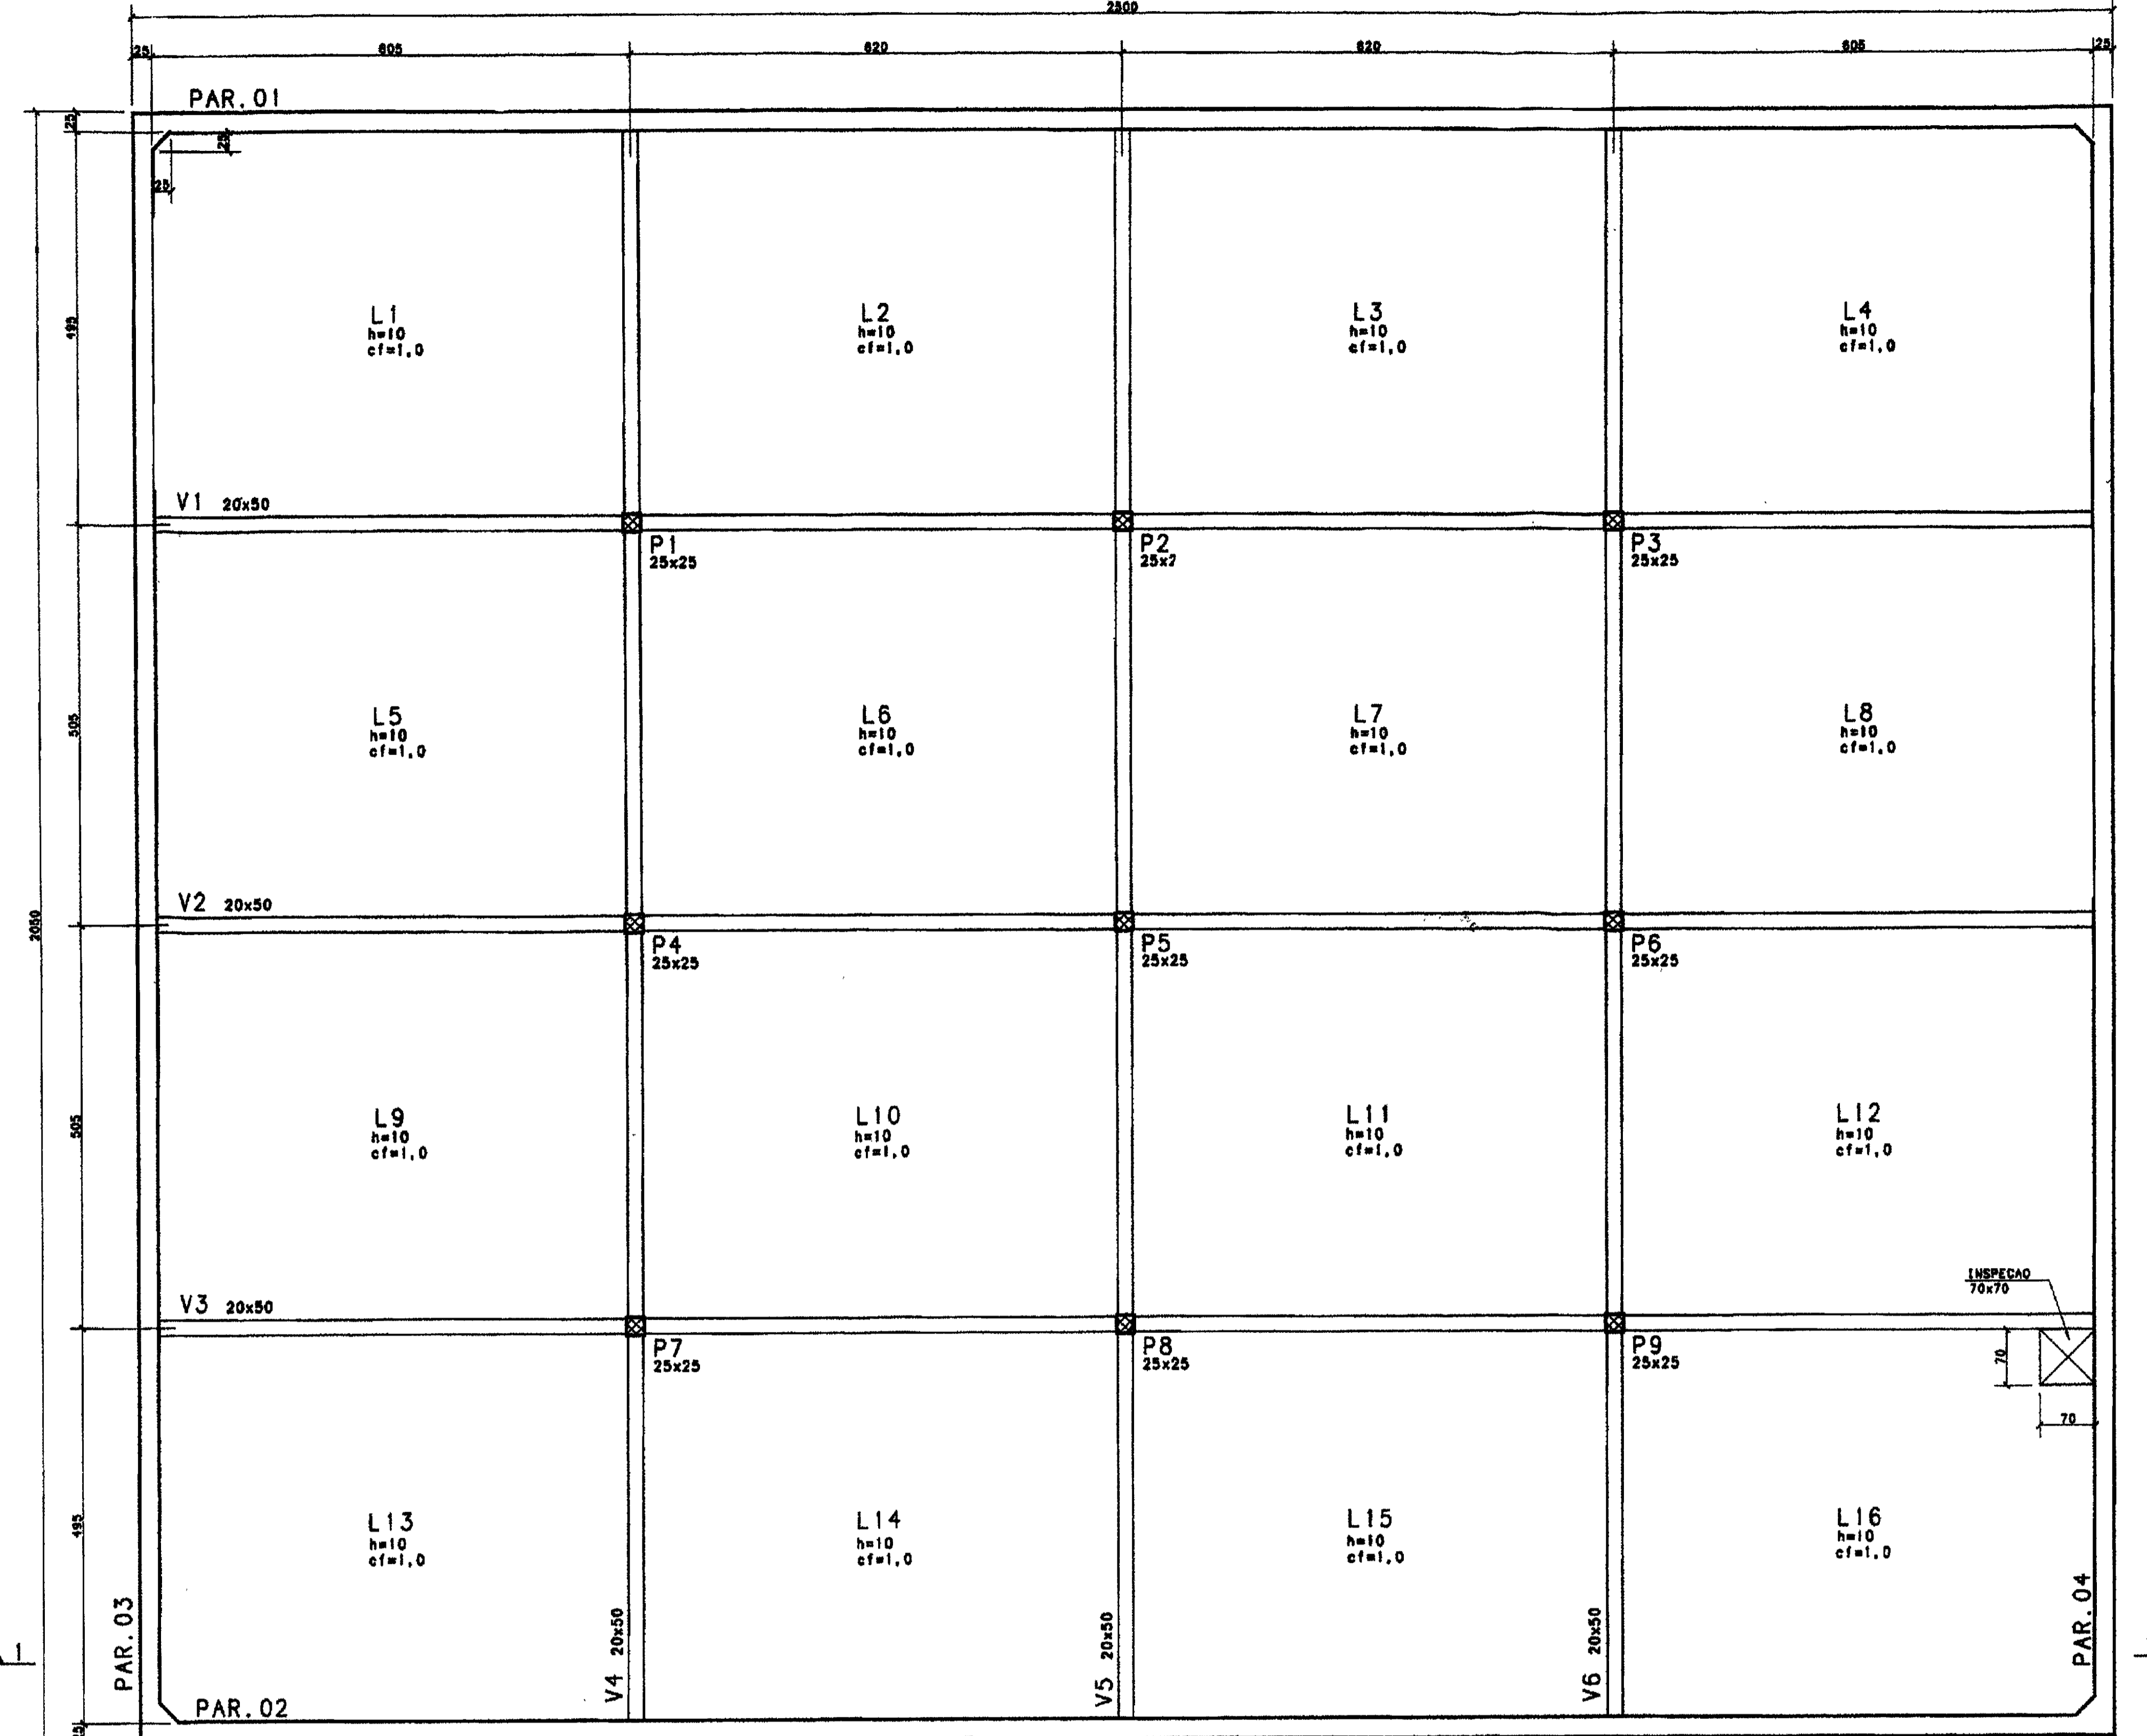 2300
25 605 620 620 605 25
PAR.01
25
25
25
495
L1
h=10
cf=1,0
L2
h=10
cf=1,0
L3
h=10
cf=1,0
L4
h=10
cf=1,0
V1 20x50
P1
25x25
P2
25x2
P3
25x25
505
L5
h=10
cf=1,0
L6
h=10
cf=1,0
L7
h=10
cf=1,0
L8
h=10
cf=1,0
2050
V2 20x50
P4
25x25
P5
25x25
P6
25x25
505
L9
h=10
cf=1,0
L10
h=10
cf=1,0
L11
h=10
cf=1,0
L12
h=10
cf=1,0
INSPECAO
70x70
V3 20x50
P7
25x25
P8
25x25
P9
25x25
70
70
495
L13
h=10
cf=1,0
L14
h=10
cf=1,0
L15
h=10
cf=1,0
L16
h=10
cf=1,0
1
PAR.03
V4 20x50
V5 20x50
V6 20x50
PAR.04
PAR.02